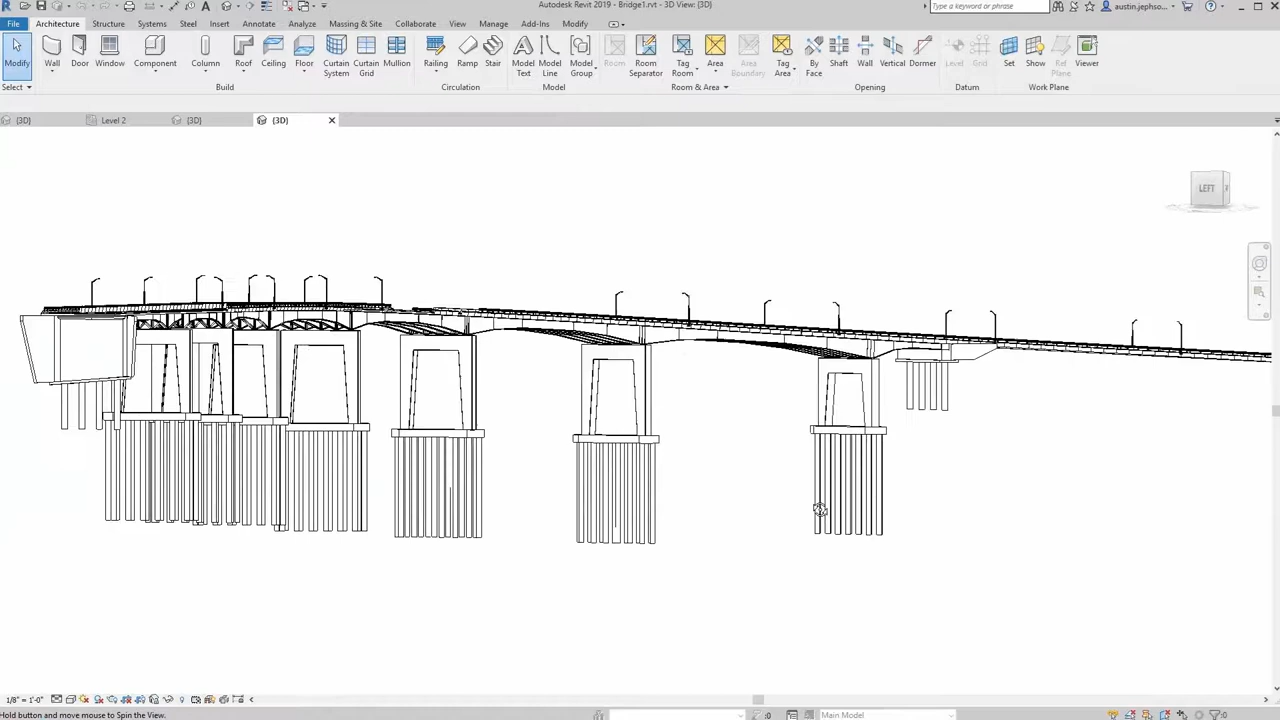 Autodesk Revit 2019 - Bridge1.rvt - 3D View: {3D}
Type a keyword or phrase
austin.jephso...
File Architecture Structure Systems Steel Insert Annotate Analyze Massing & Site Collaborate View Manage Add-Ins Modify
Modify Wall Door Window Component Column Roof Ceiling Floor Curtain System Curtain Grid Mullion Railing Ramp Stair Model Text Model Line Model Group Room Room Separator Tag Room Area Area Boundary Tag Area By Face Shaft Wall Vertical Dormer Level Grid Set Show Ref Plane Viewer
Select Build Circulation Model Room & Area Opening Datum Work Plane
{3D} Level 2 {3D} {3D}
LEFT
1/8" = 1'-0"
Hold button and move mouse to Spin the View.
:0 Main Model :0